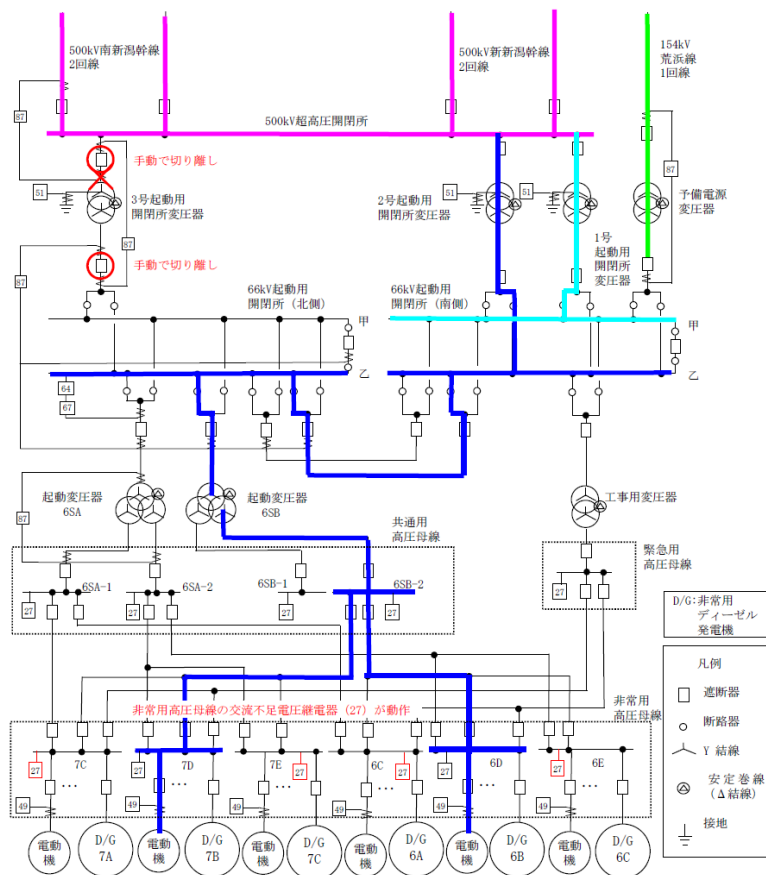 500kV南新潟幹線
2回線
500kV新新潟幹線
2回線
154kV
荒浜線
1回線
87
500kV超高圧開閉所
手動で切り離し
87
51
3号起動用
開閉所変圧器
2号起動用
開閉所変圧器
51
51
予備電源
変圧器
87
1号
起動用
開閉所
変圧器
手動で切り離し
87
66kV起動用
開閉所(北側)
66kV起動用
開閉所(南側)
甲
甲
乙
乙
64
67
起動変圧器
6SA
起動変圧器
6SB
工事用変圧器
87
共通用
高圧母線
緊急用
高圧母線
6SA-1
6SA-2
6SB-1
6SB-2
27
27
27
27
27
D/G:非常用
ディーゼル
発電機
凡例
遮断器
断路器
Y 結線
安定巻線
(Δ結線)
接地
非常用高圧母線の交流不足電圧継電器(27)が動作
非常用
高圧母線
7C
7D
7E
6C
6D
6E
27
27
27
27
27
27
…
…
…
…
…
…
49
49
49
49
49
49
電動
機
D/G
7A
電動
機
D/G
7B
電動
機
D/G
7C
電動
機
D/G
6A
電動
機
D/G
6B
電動
機
D/G
6C